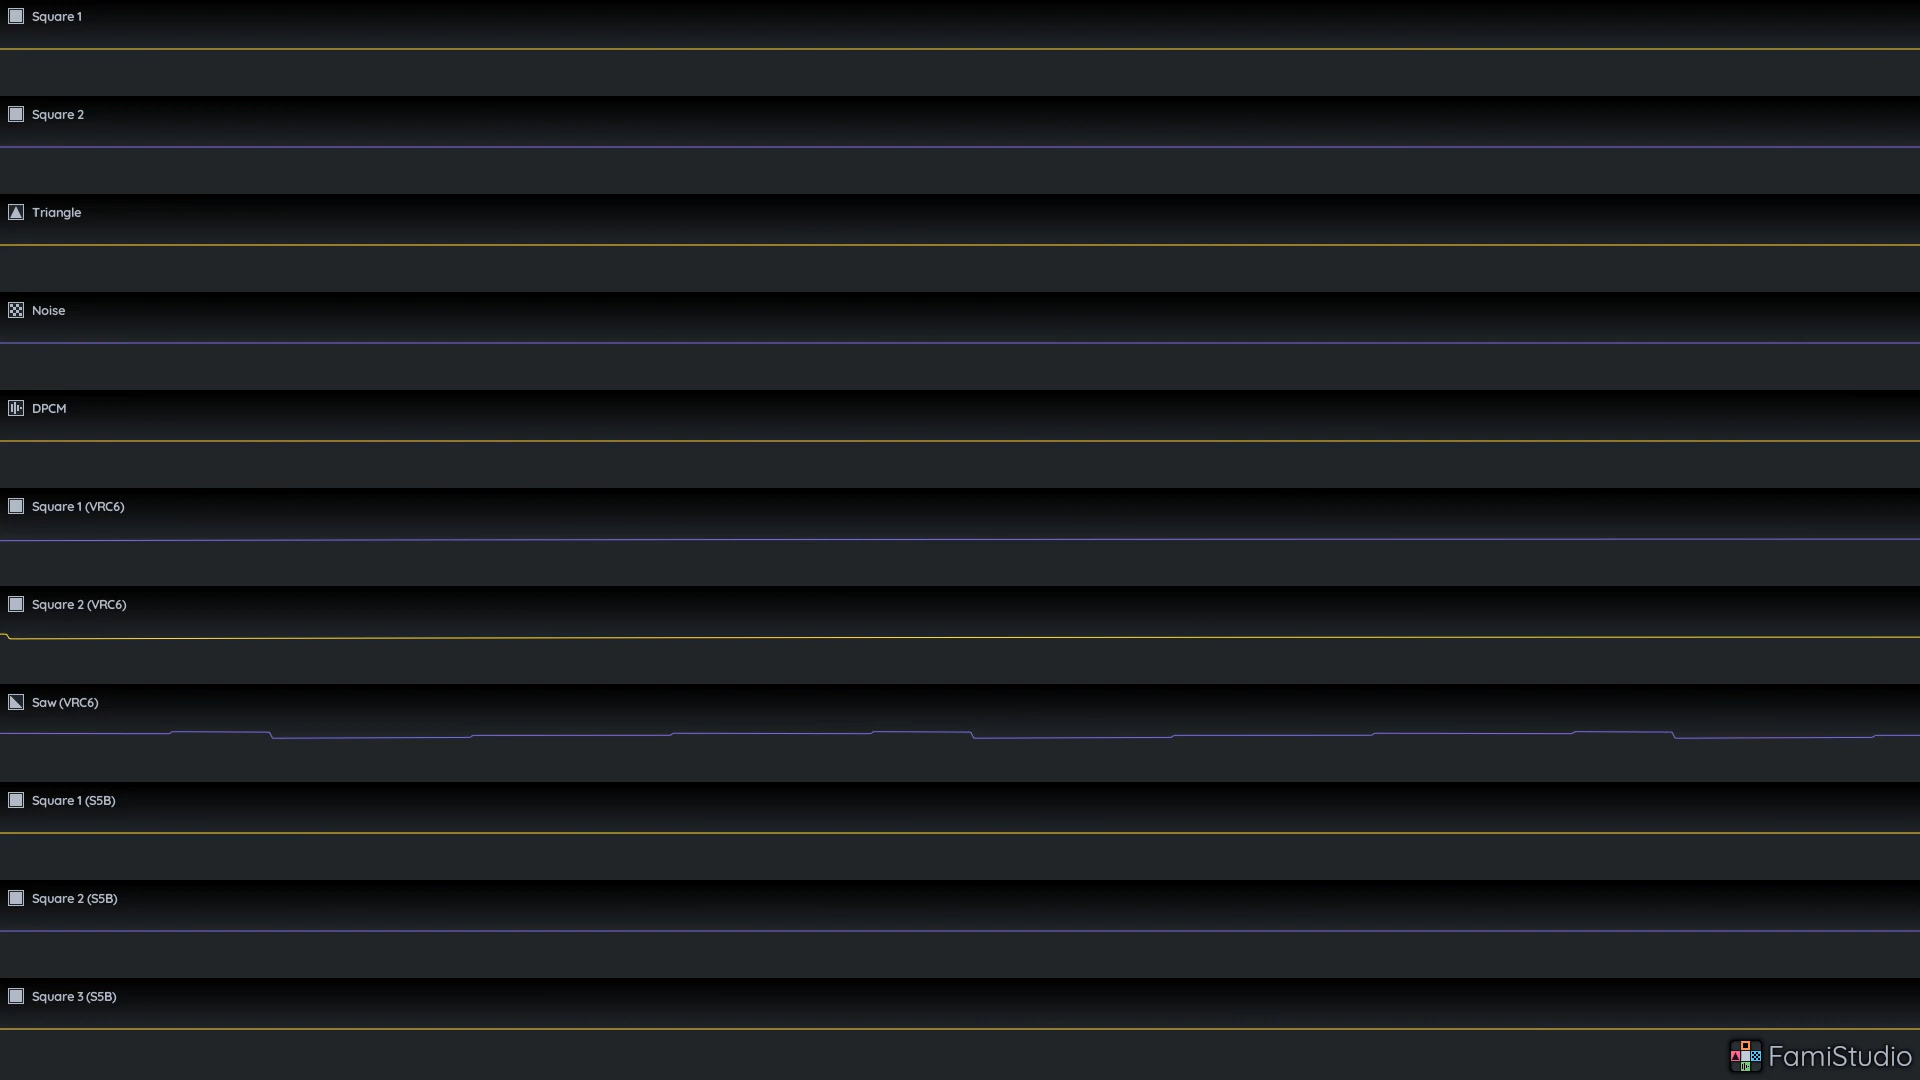 Square 1
Square 2
Triangle
Noise
DPCM
Square 1 (VRC6)
Square 2 (VRC6)
Saw (VRC6)
Square 1 (S5B)
Square 2 (S5B)
Square 3 (S5B)
FamiStudio